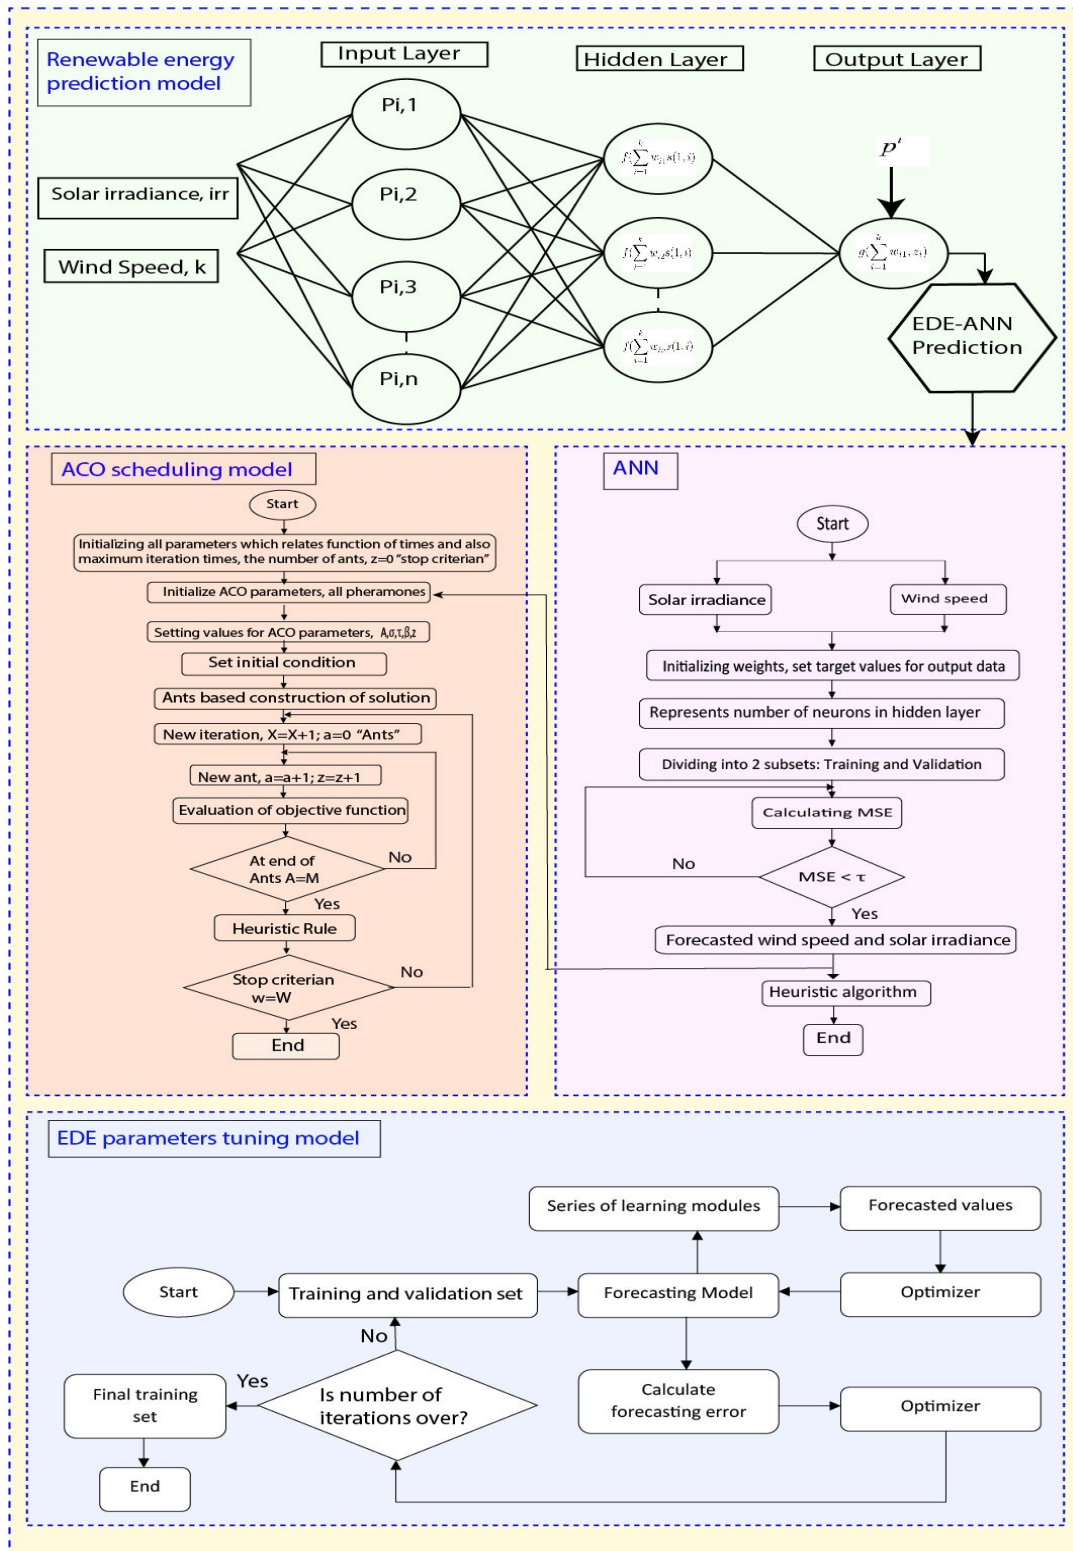 Renewable energy
prediction model
Input Layer
Hidden Layer
Output Layer
Solar irradiance, irr
Wind Speed, k
Pi,1
Pi,2
Pi,3
Pi,n
p'
EDE-ANN
Prediction
ACO scheduling model
Start
Initializing all parameters which relates function of times and also
maximum iteration times, the number of ants, z=0 "stop criterian"
Initialize ACO parameters, all pheramones
Setting values for ACO parameters, A,σ,τ,β,z
Set initial condition
Ants based construction of solution
New iteration, X=X+1; a=0 "Ants"
New ant, a=a+1; z=z+1
Evaluation of objective function
At end of
Ants A=M
No
Yes
Heuristic Rule
Stop criterian
w=W
No
Yes
End
ANN
Start
Solar irradiance
Wind speed
Initializing weights, set target values for output data
Represents number of neurons in hidden layer
Dividing into 2 subsets: Training and Validation
Calculating MSE
MSE < τ
No
Yes
Forecasted wind speed and solar irradiance
Heuristic algorithm
End
EDE parameters tuning model
Series of learning modules
Forecasted values
Start
Training and validation set
Forecasting Model
Optimizer
No
Yes
Final training
set
Is number of
iterations over?
Calculate
forecasting error
Optimizer
End